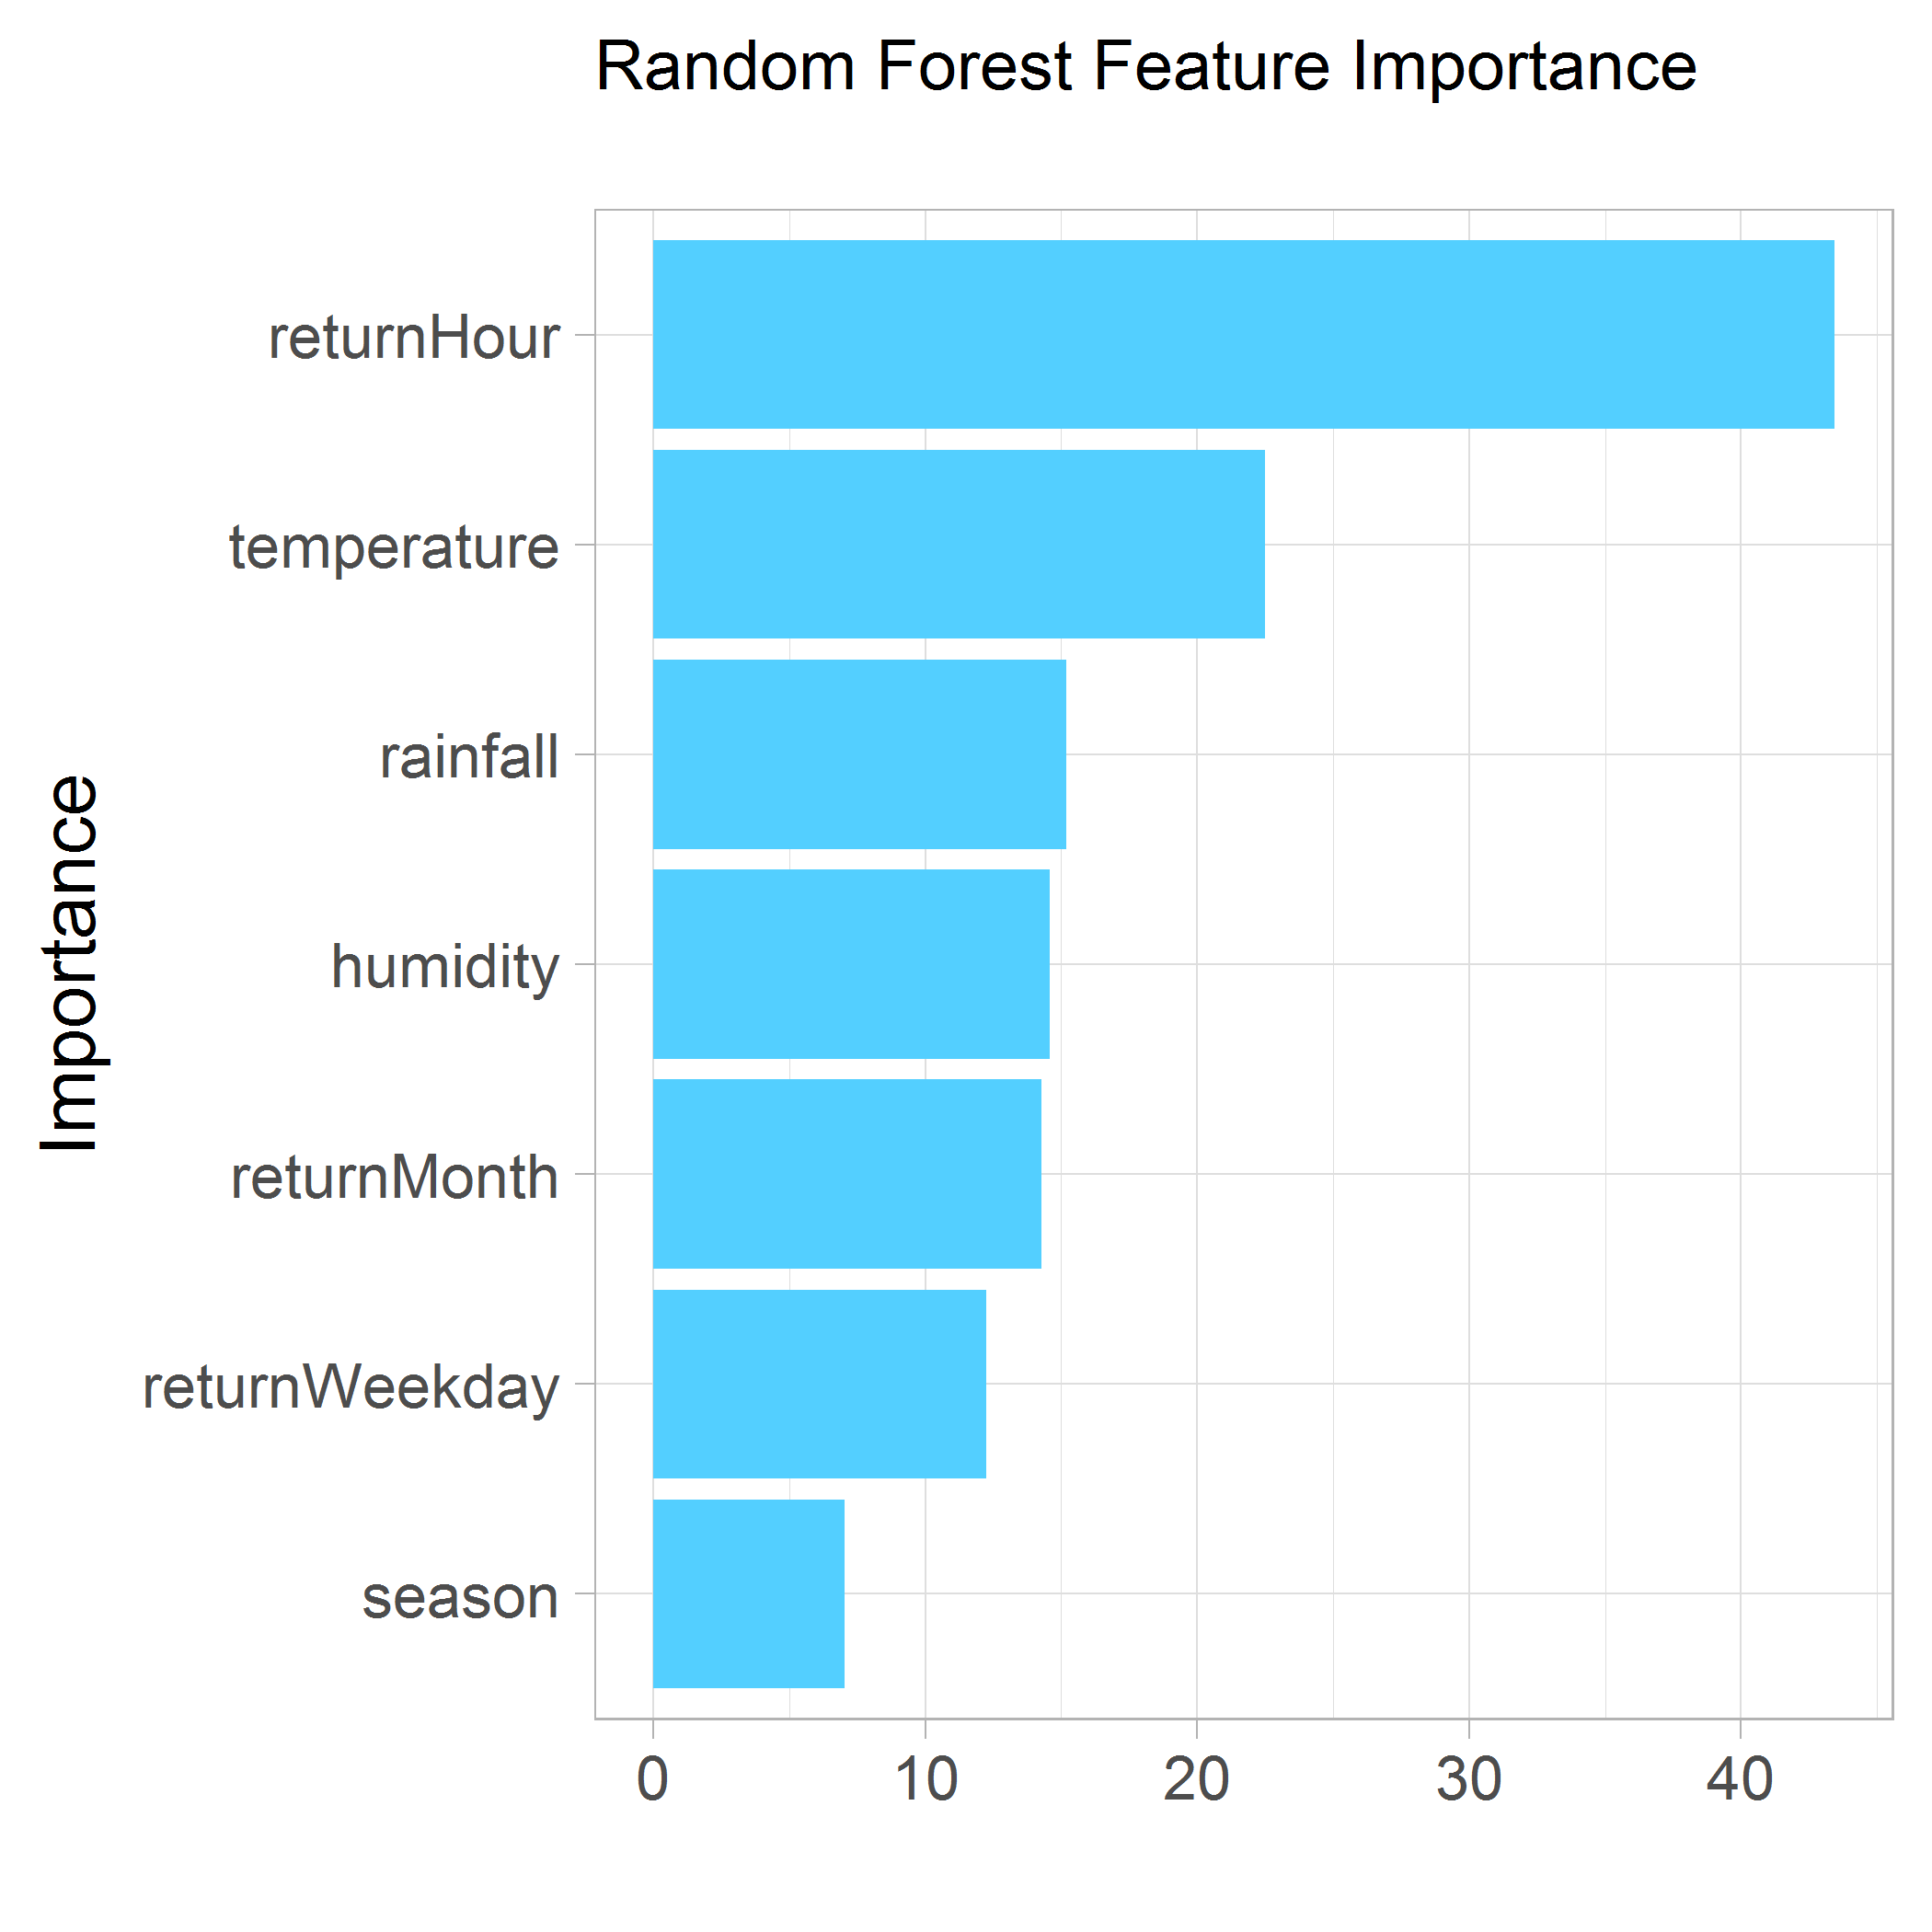 Random Forest Feature Importance
Importance
returnHour
temperature
rainfall
humidity
returnMonth
returnWeekday
season
0 10 20 30 40